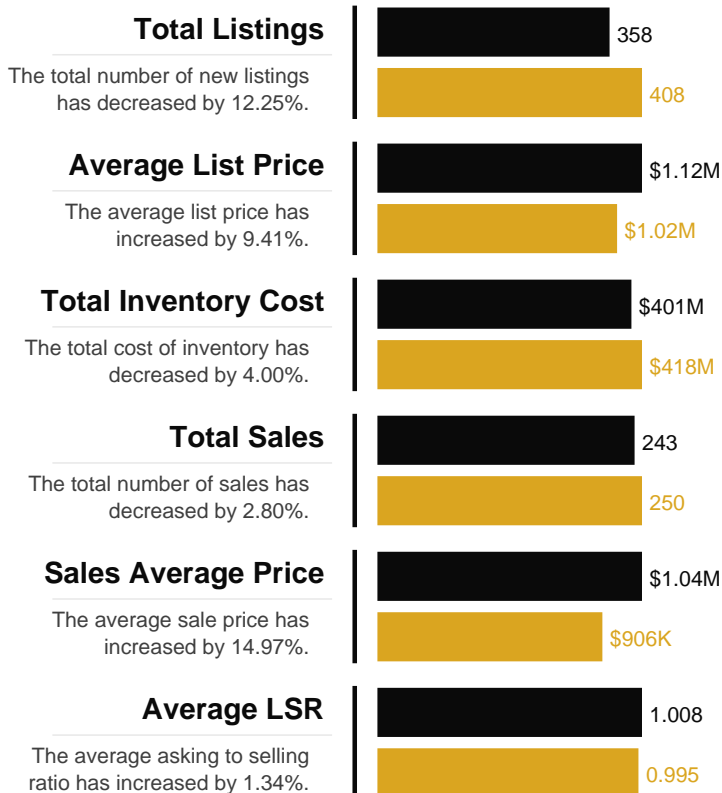 Total Listings
The total number of new listings
has decreased by 12.25%.
358
408
Average List Price
The average list price has
increased by 9.41%.
$1.12M
$1.02M
Total Inventory Cost
The total cost of inventory has
decreased by 4.00%.
$401M
$418M
Total Sales
The total number of sales has
decreased by 2.80%.
243
250
Sales Average Price
The average sale price has
increased by 14.97%.
$1.04M
$906K
Average LSR
The average asking to selling
ratio has increased by 1.34%.
1.008
0.995